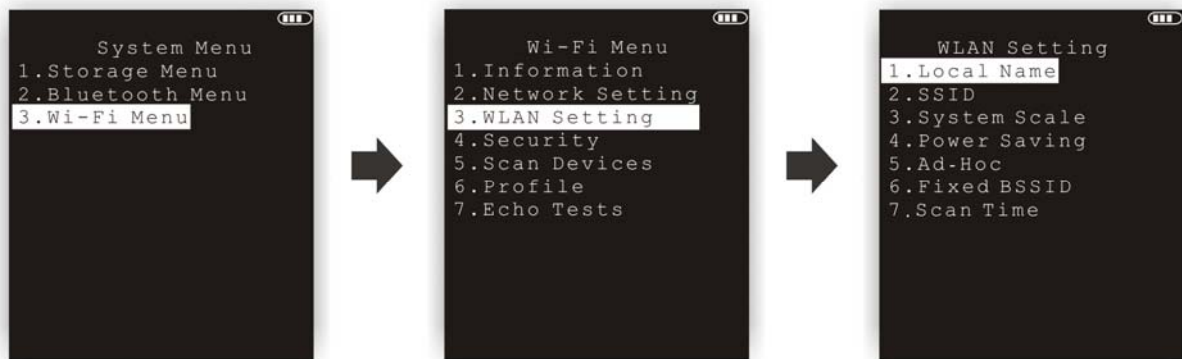 System Menu
1.Storage Menu
2.Bluetooth Menu
3.Wi-Fi Menu
Wi-Fi Menu
1.Information
2.Network Setting
3.WLAN Setting
4.Security
5.Scan Devices
6.Profile
7.Echo Tests
WLAN Setting
1.Local Name
2.SSID
3.System Scale
4.Power Saving
5.Ad-Hoc
6.Fixed BSSID
7.Scan Time